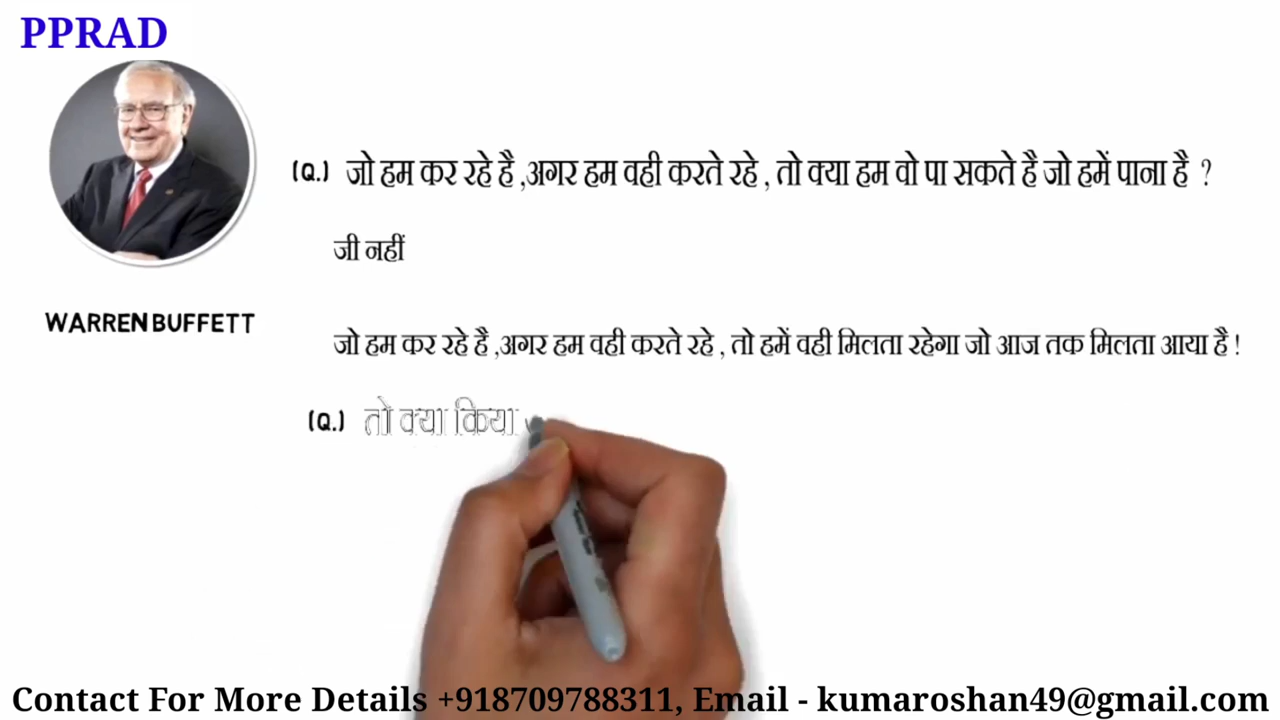 PPRAD
(Q.) जो हम कर रहे है ,अगर हम वही करते रहे , तो क्या हम वो पा सकते है जो हमें पाना है ?
जी नहीं
WARREN BUFFETT
जो हम कर रहे है ,अगर हम वही करते रहे , तो हमें वही मिलता रहेगा जो आज तक मिलता आया है !
(Q.) तो क्या किया
Contact For More Details +918709788311, Email - kumaroshan49@gmail.com